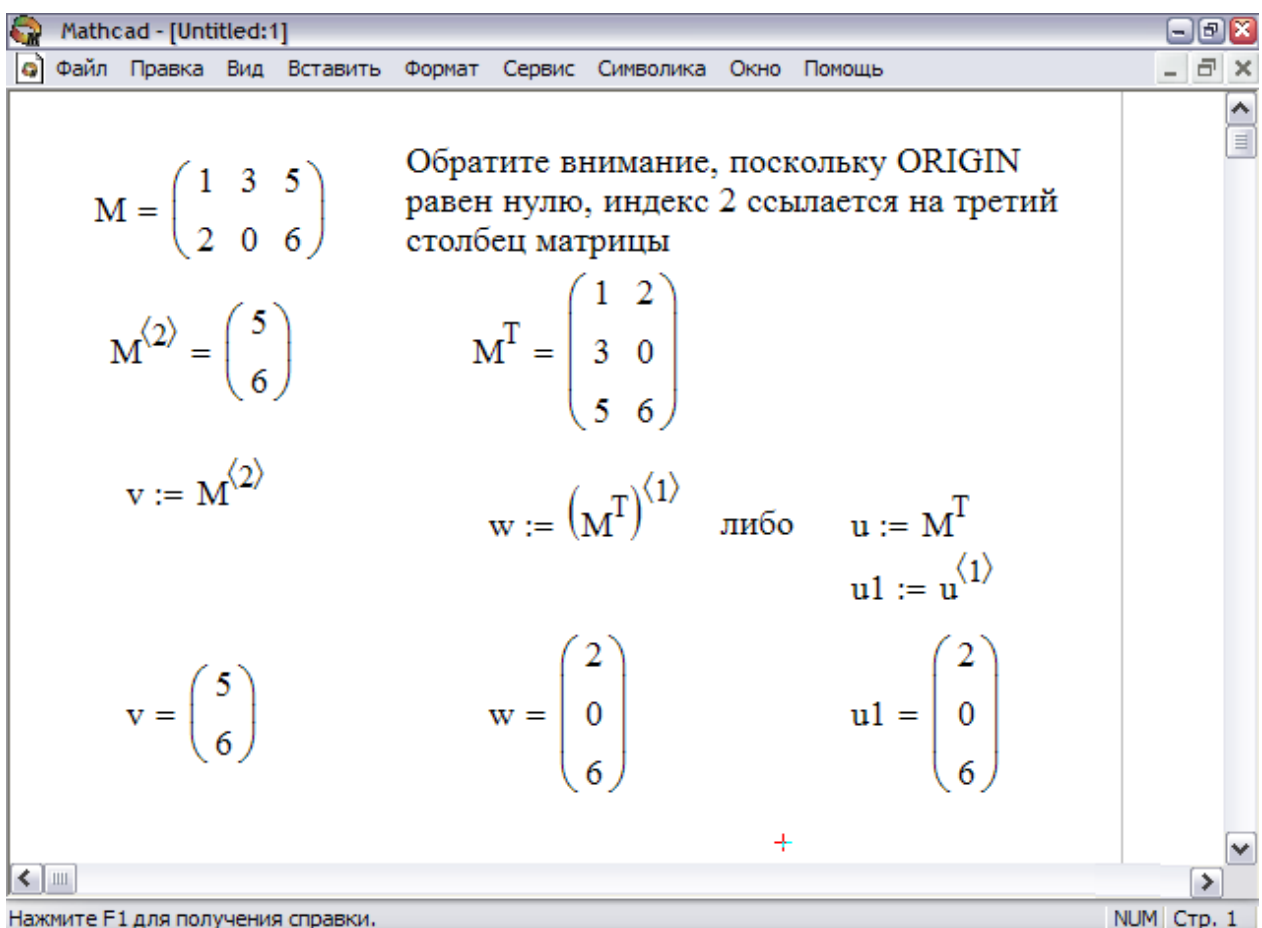 Mathcad - [Untitled:1]
Файл Правка Вид Вставить Формат Сервис Символика Окно Помощь
M = ( 1 3 5
2 0 6 )
Обратите внимание, поскольку ORIGIN
равен нулю, индекс 2 ссылается на третий
столбец матрицы
M⟨2⟩ = ( 5
6 )
M^T = ( 1 2
3 0
5 6 )
v := M⟨2⟩
w := (M^T)⟨1⟩ либо u := M^T
u1 := u⟨1⟩
v = ( 5
6 )
w = ( 2
0
6 )
u1 = ( 2
0
6 )
Нажмите F1 для получения справки.
NUM Стр. 1